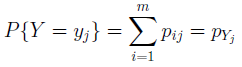 $$P\{Y = y_j\} = \sum_{i=1}^{m} p_{ij} = p_{Y_j}$$